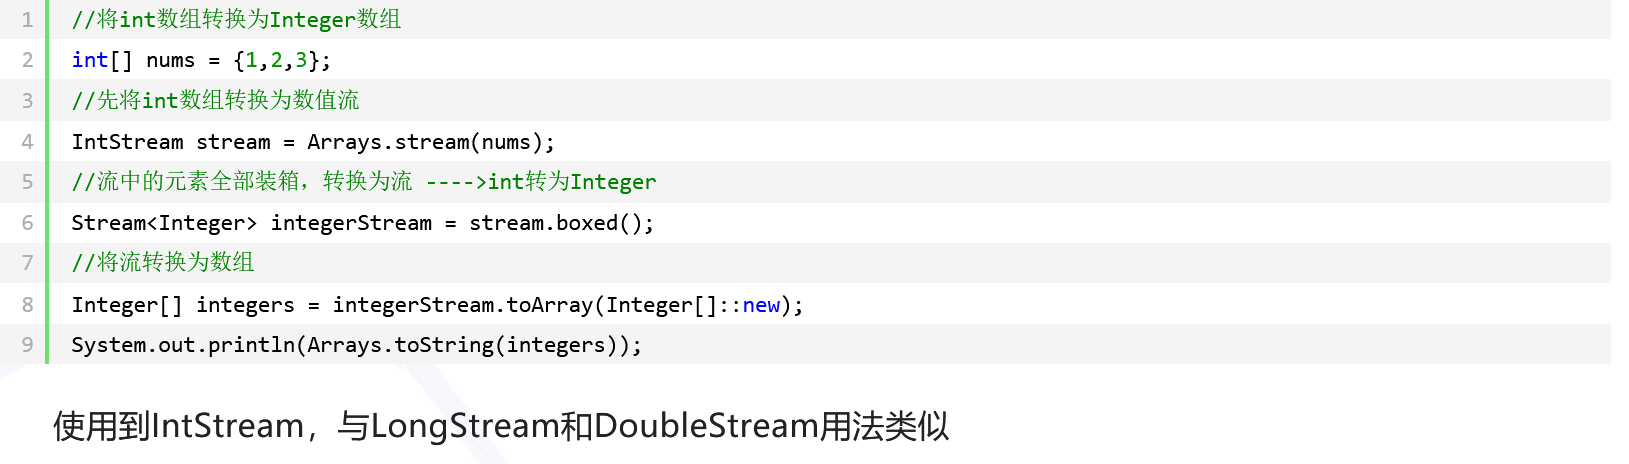 1 //将int数组转换为Integer数组
2 int[] nums = {1,2,3};
3 //先将int数组转换为数值流
4 IntStream stream = Arrays.stream(nums);
5 //流中的元素全部装箱，转换为流 ---->int转为Integer
6 Stream<Integer> integerStream = stream.boxed();
7 //将流转换为数组
8 Integer[] integers = integerStream.toArray(Integer[]::new);
9 System.out.println(Arrays.toString(integers));
使用到IntStream，与LongStream和DoubleStream用法类似